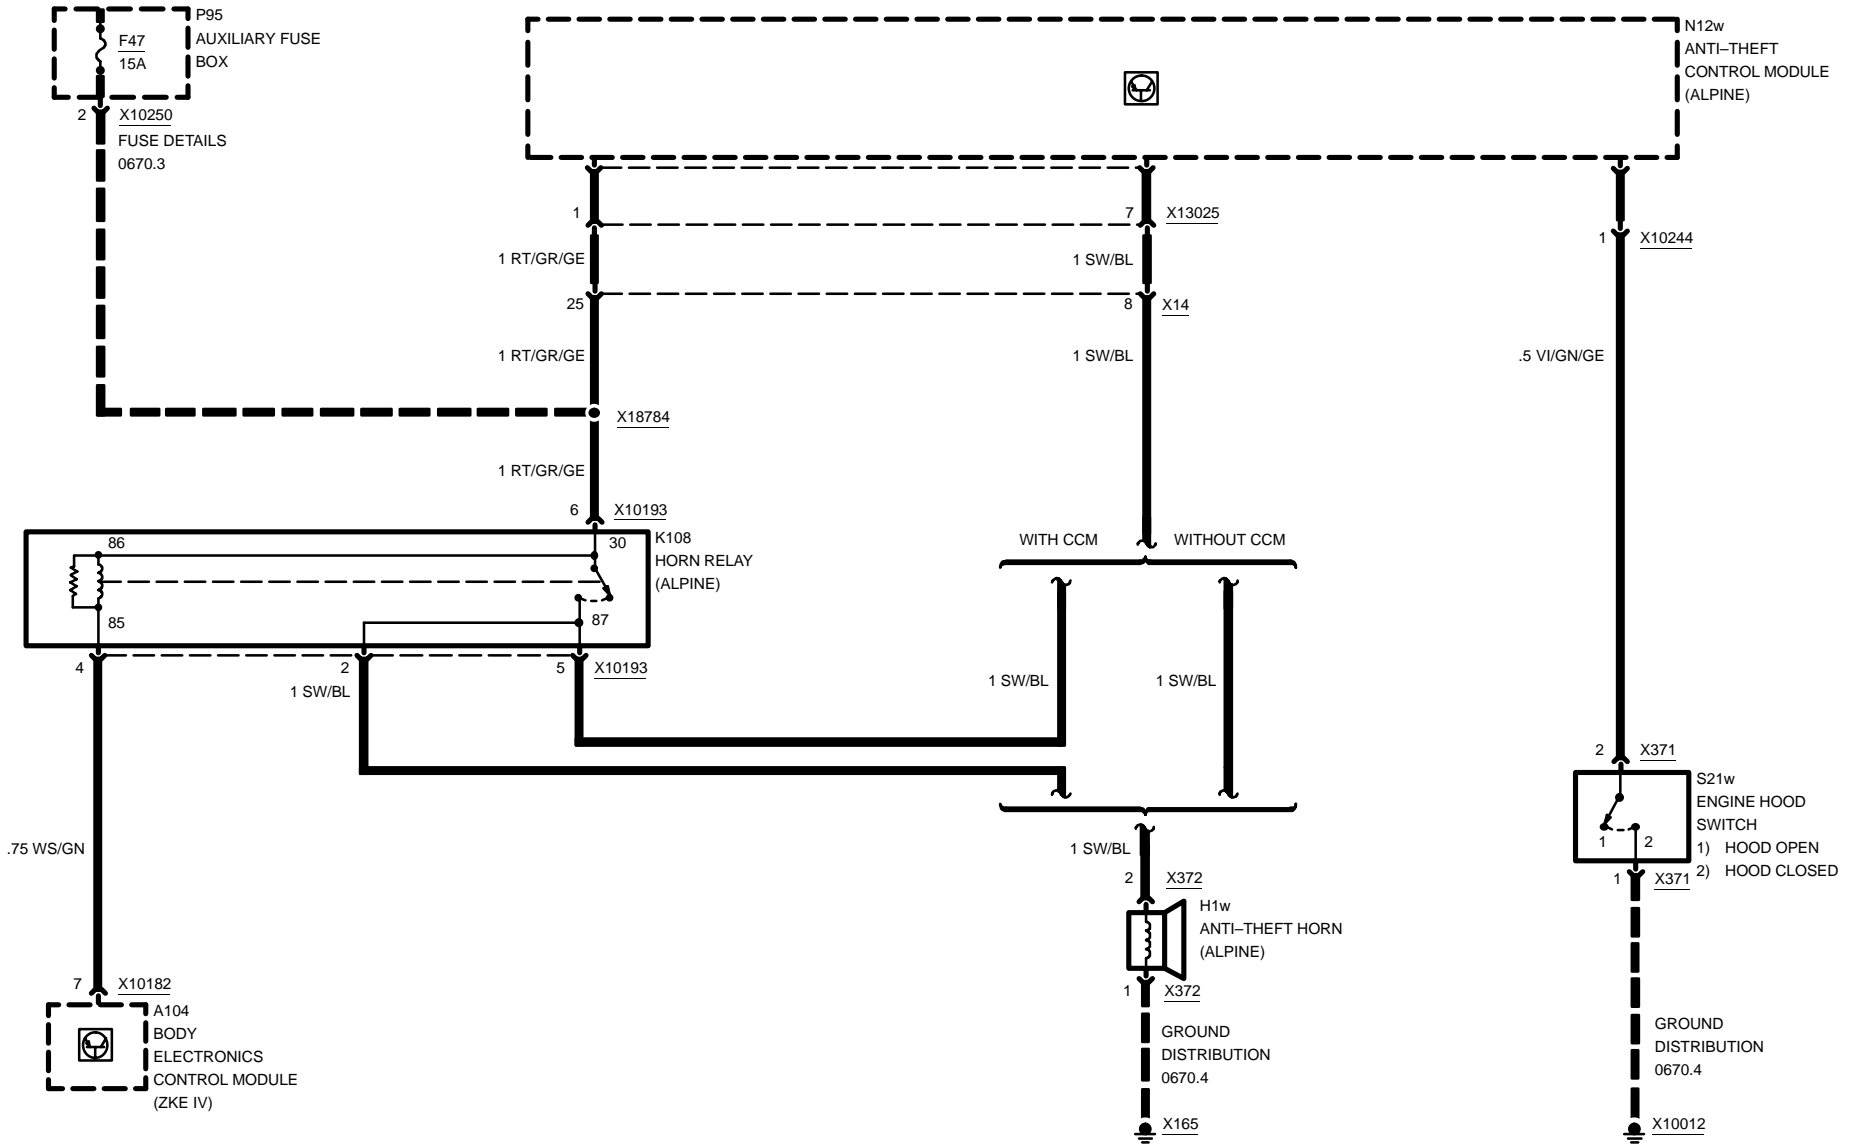 P95
AUXILIARY FUSE
BOX
F47
15A
2 X10250
FUSE DETAILS
0670.3
N12w
ANTI–THEFT
CONTROL MODULE
(ALPINE)
1 7 X13025
1 RT/GR/GE 1 SW/BL
25 8 X14
1 RT/GR/GE 1 SW/BL
1 X10244
.5 VI/GN/GE
X18784
1 RT/GR/GE
6 X10193
K108
HORN RELAY
(ALPINE)
86 30
85 87
4 2 5 X10193
1 SW/BL
WITH CCM WITHOUT CCM
1 SW/BL 1 SW/BL
2 X371
S21w
ENGINE HOOD
SWITCH
1) HOOD OPEN
2) HOOD CLOSED
1 2
1 X371
.75 WS/GN
1 SW/BL
2 X372
H1w
ANTI–THEFT HORN
(ALPINE)
1 X372
7 X10182
A104
BODY
ELECTRONICS
CONTROL MODULE
(ZKE IV)
GROUND
DISTRIBUTION
0670.4
X165
GROUND
DISTRIBUTION
0670.4
X10012